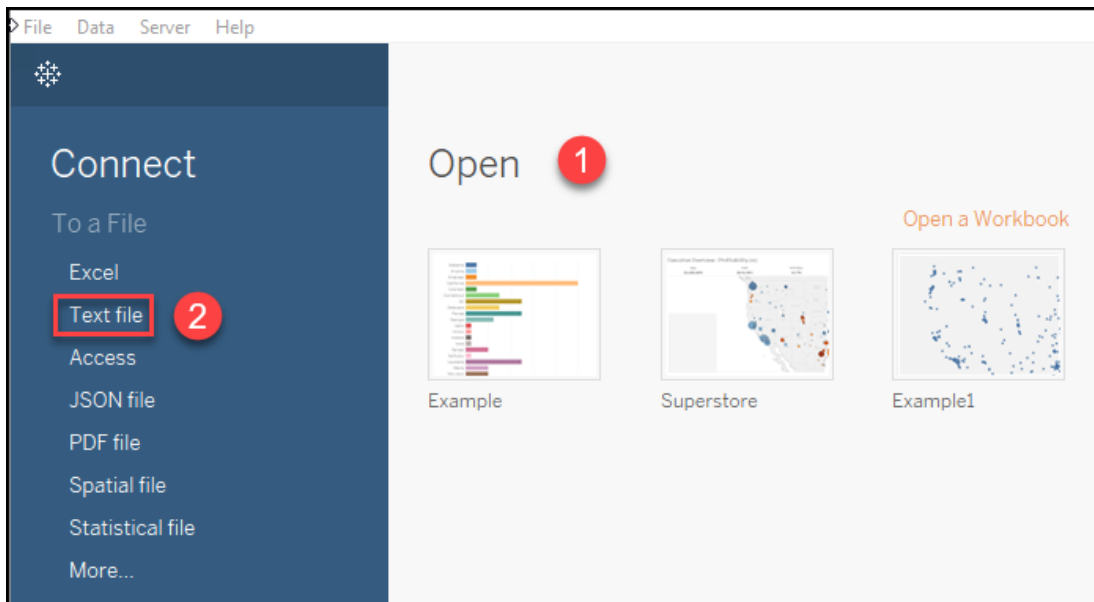 File Data Server Help
Connect
To a File
Excel
Text file
2
Access
JSON file
PDF file
Spatial file
Statistical file
More...
Open 1
Open a Workbook
Example Superstore Example1